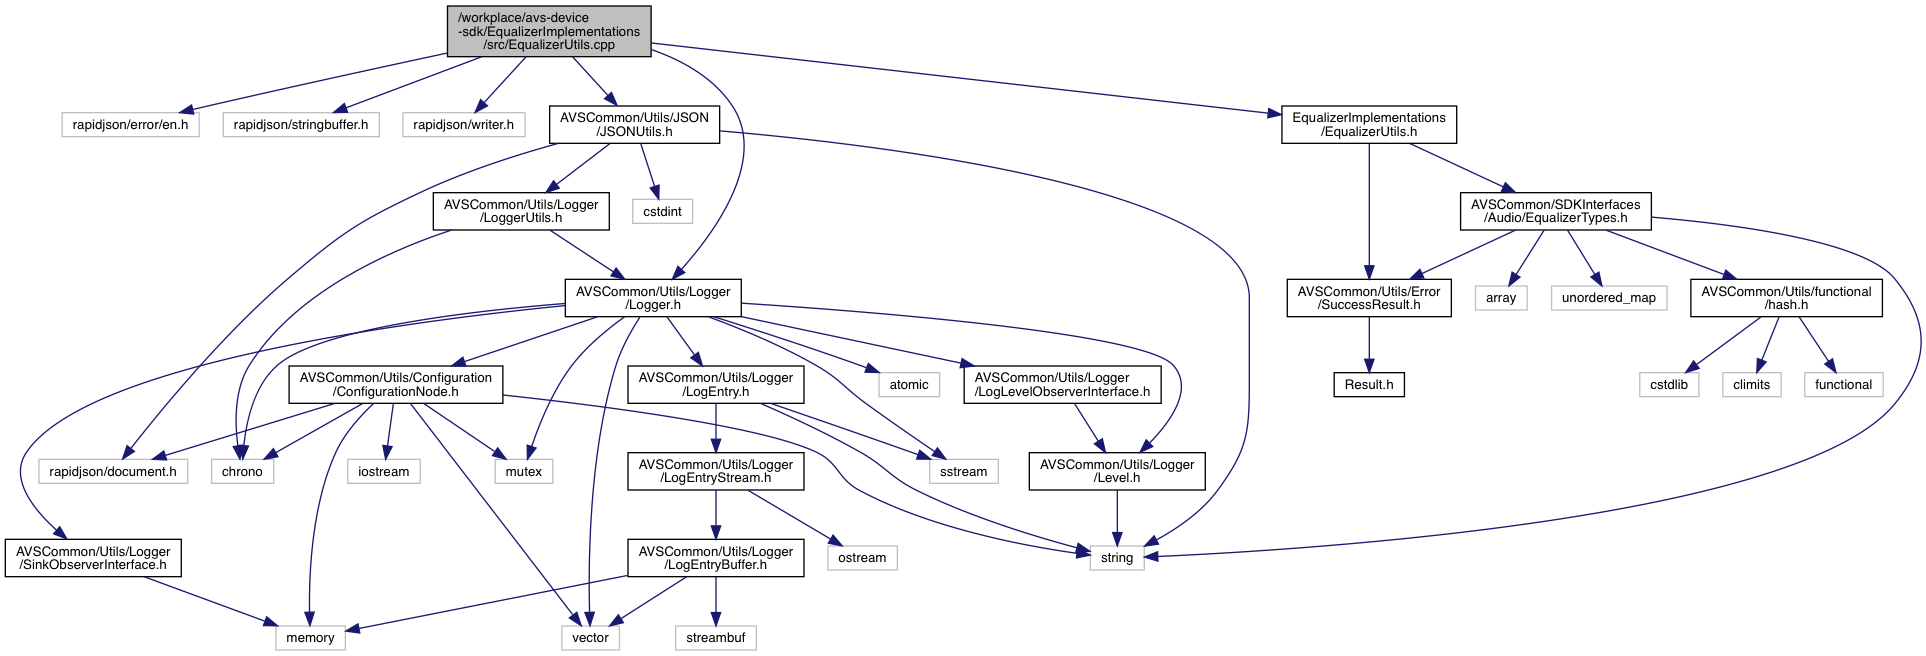 /workplace/avs-device
-sdk/EqualizerImplementations
/src/EqualizerUtils.cpp
rapidjson/error/en.h
rapidjson/stringbuffer.h
rapidjson/writer.h
AVSCommon/Utils/JSON
/JSONUtils.h
EqualizerImplementations
/EqualizerUtils.h
AVSCommon/Utils/Logger
/LoggerUtils.h
cstdint
AVSCommon/SDKInterfaces
/Audio/EqualizerTypes.h
AVSCommon/Utils/Logger
/Logger.h
AVSCommon/Utils/Error
/SuccessResult.h
array
unordered_map
AVSCommon/Utils/functional
/hash.h
AVSCommon/Utils/Configuration
/ConfigurationNode.h
AVSCommon/Utils/Logger
/LogEntry.h
atomic
AVSCommon/Utils/Logger
/LogLevelObserverInterface.h
Result.h
cstdlib
climits
functional
rapidjson/document.h
chrono
iostream
mutex
AVSCommon/Utils/Logger
/LogEntryStream.h
sstream
AVSCommon/Utils/Logger
/Level.h
AVSCommon/Utils/Logger
/SinkObserverInterface.h
AVSCommon/Utils/Logger
/LogEntryBuffer.h
ostream
string
memory
vector
streambuf